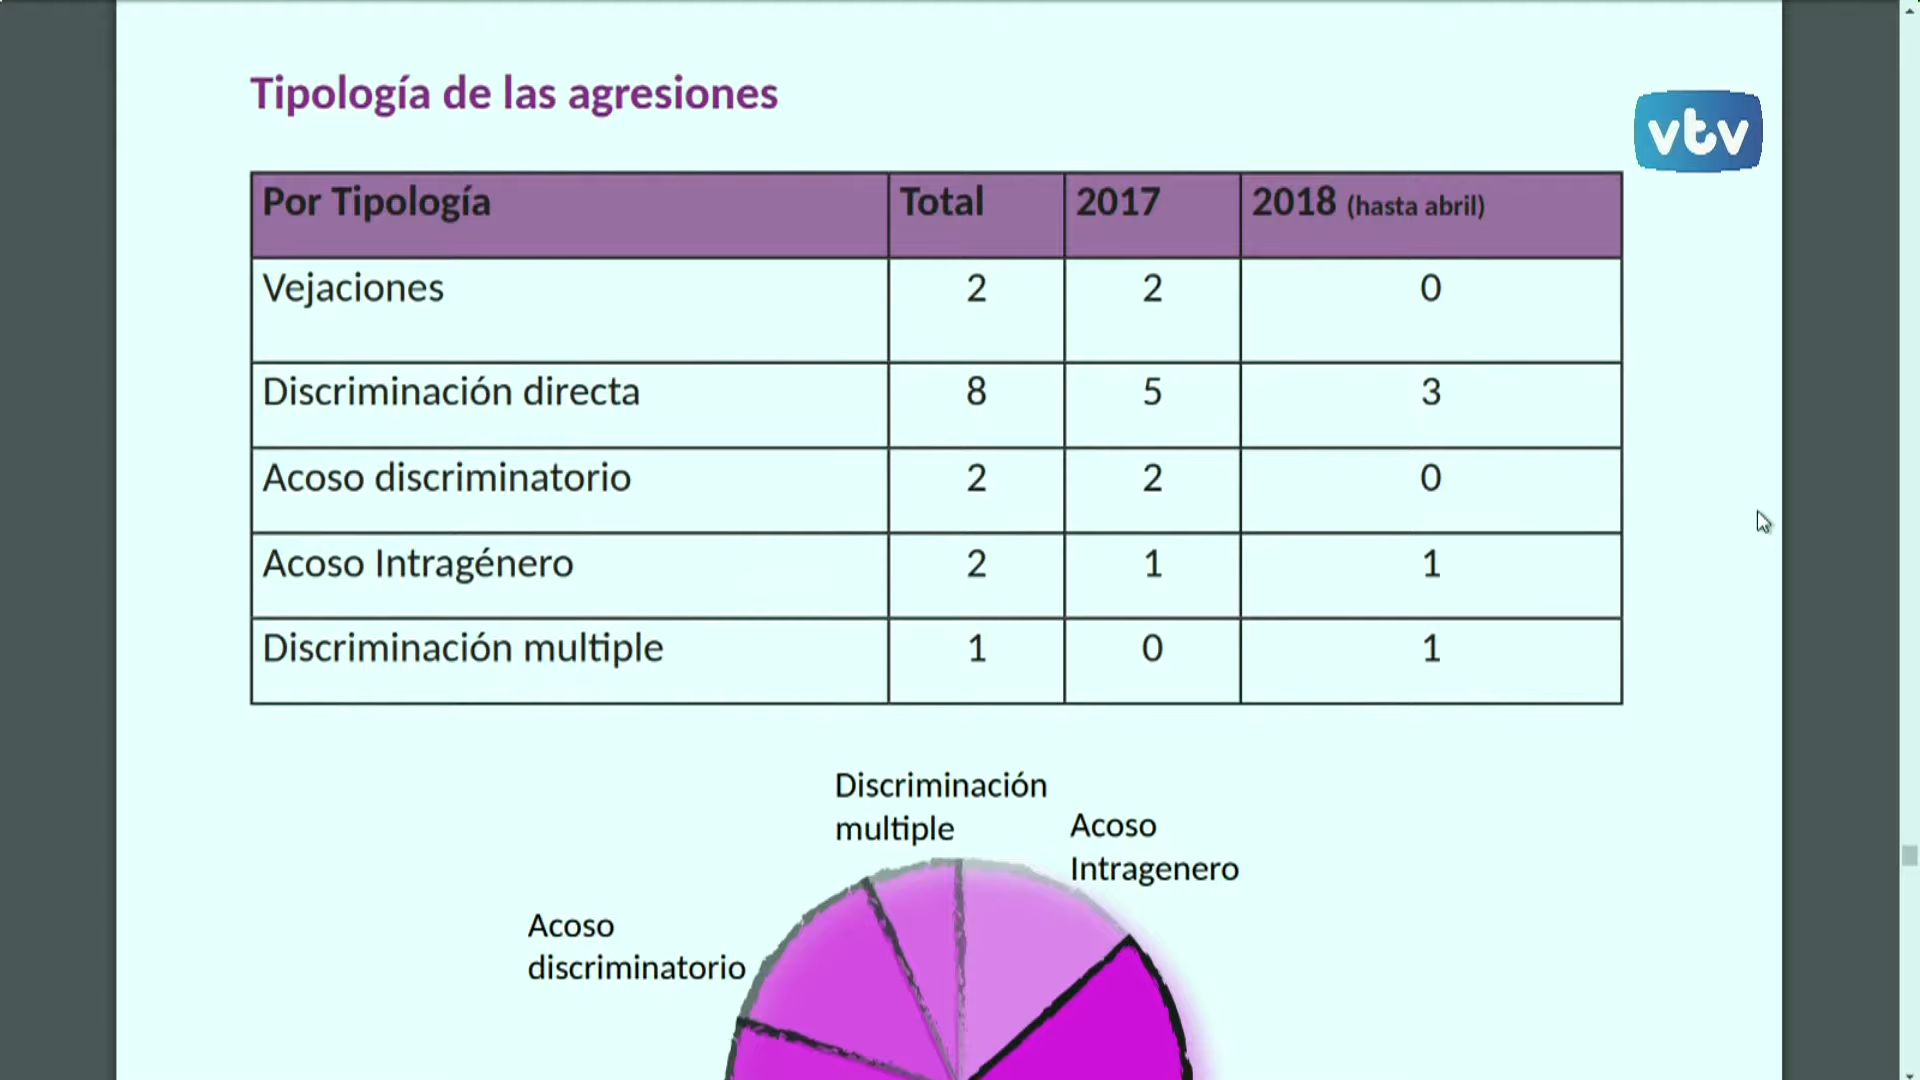 Tipología de las agresiones
vtv
Por Tipología Total 2017 2018 (hasta abril)
Vejaciones 2 2 0
Discriminación directa 8 5 3
Acoso discriminatorio 2 2 0
Acoso Intragénero 2 1 1
Discriminación multiple 1 0 1
Discriminación
multiple
Acoso
Intragenero
Acoso
discriminatorio